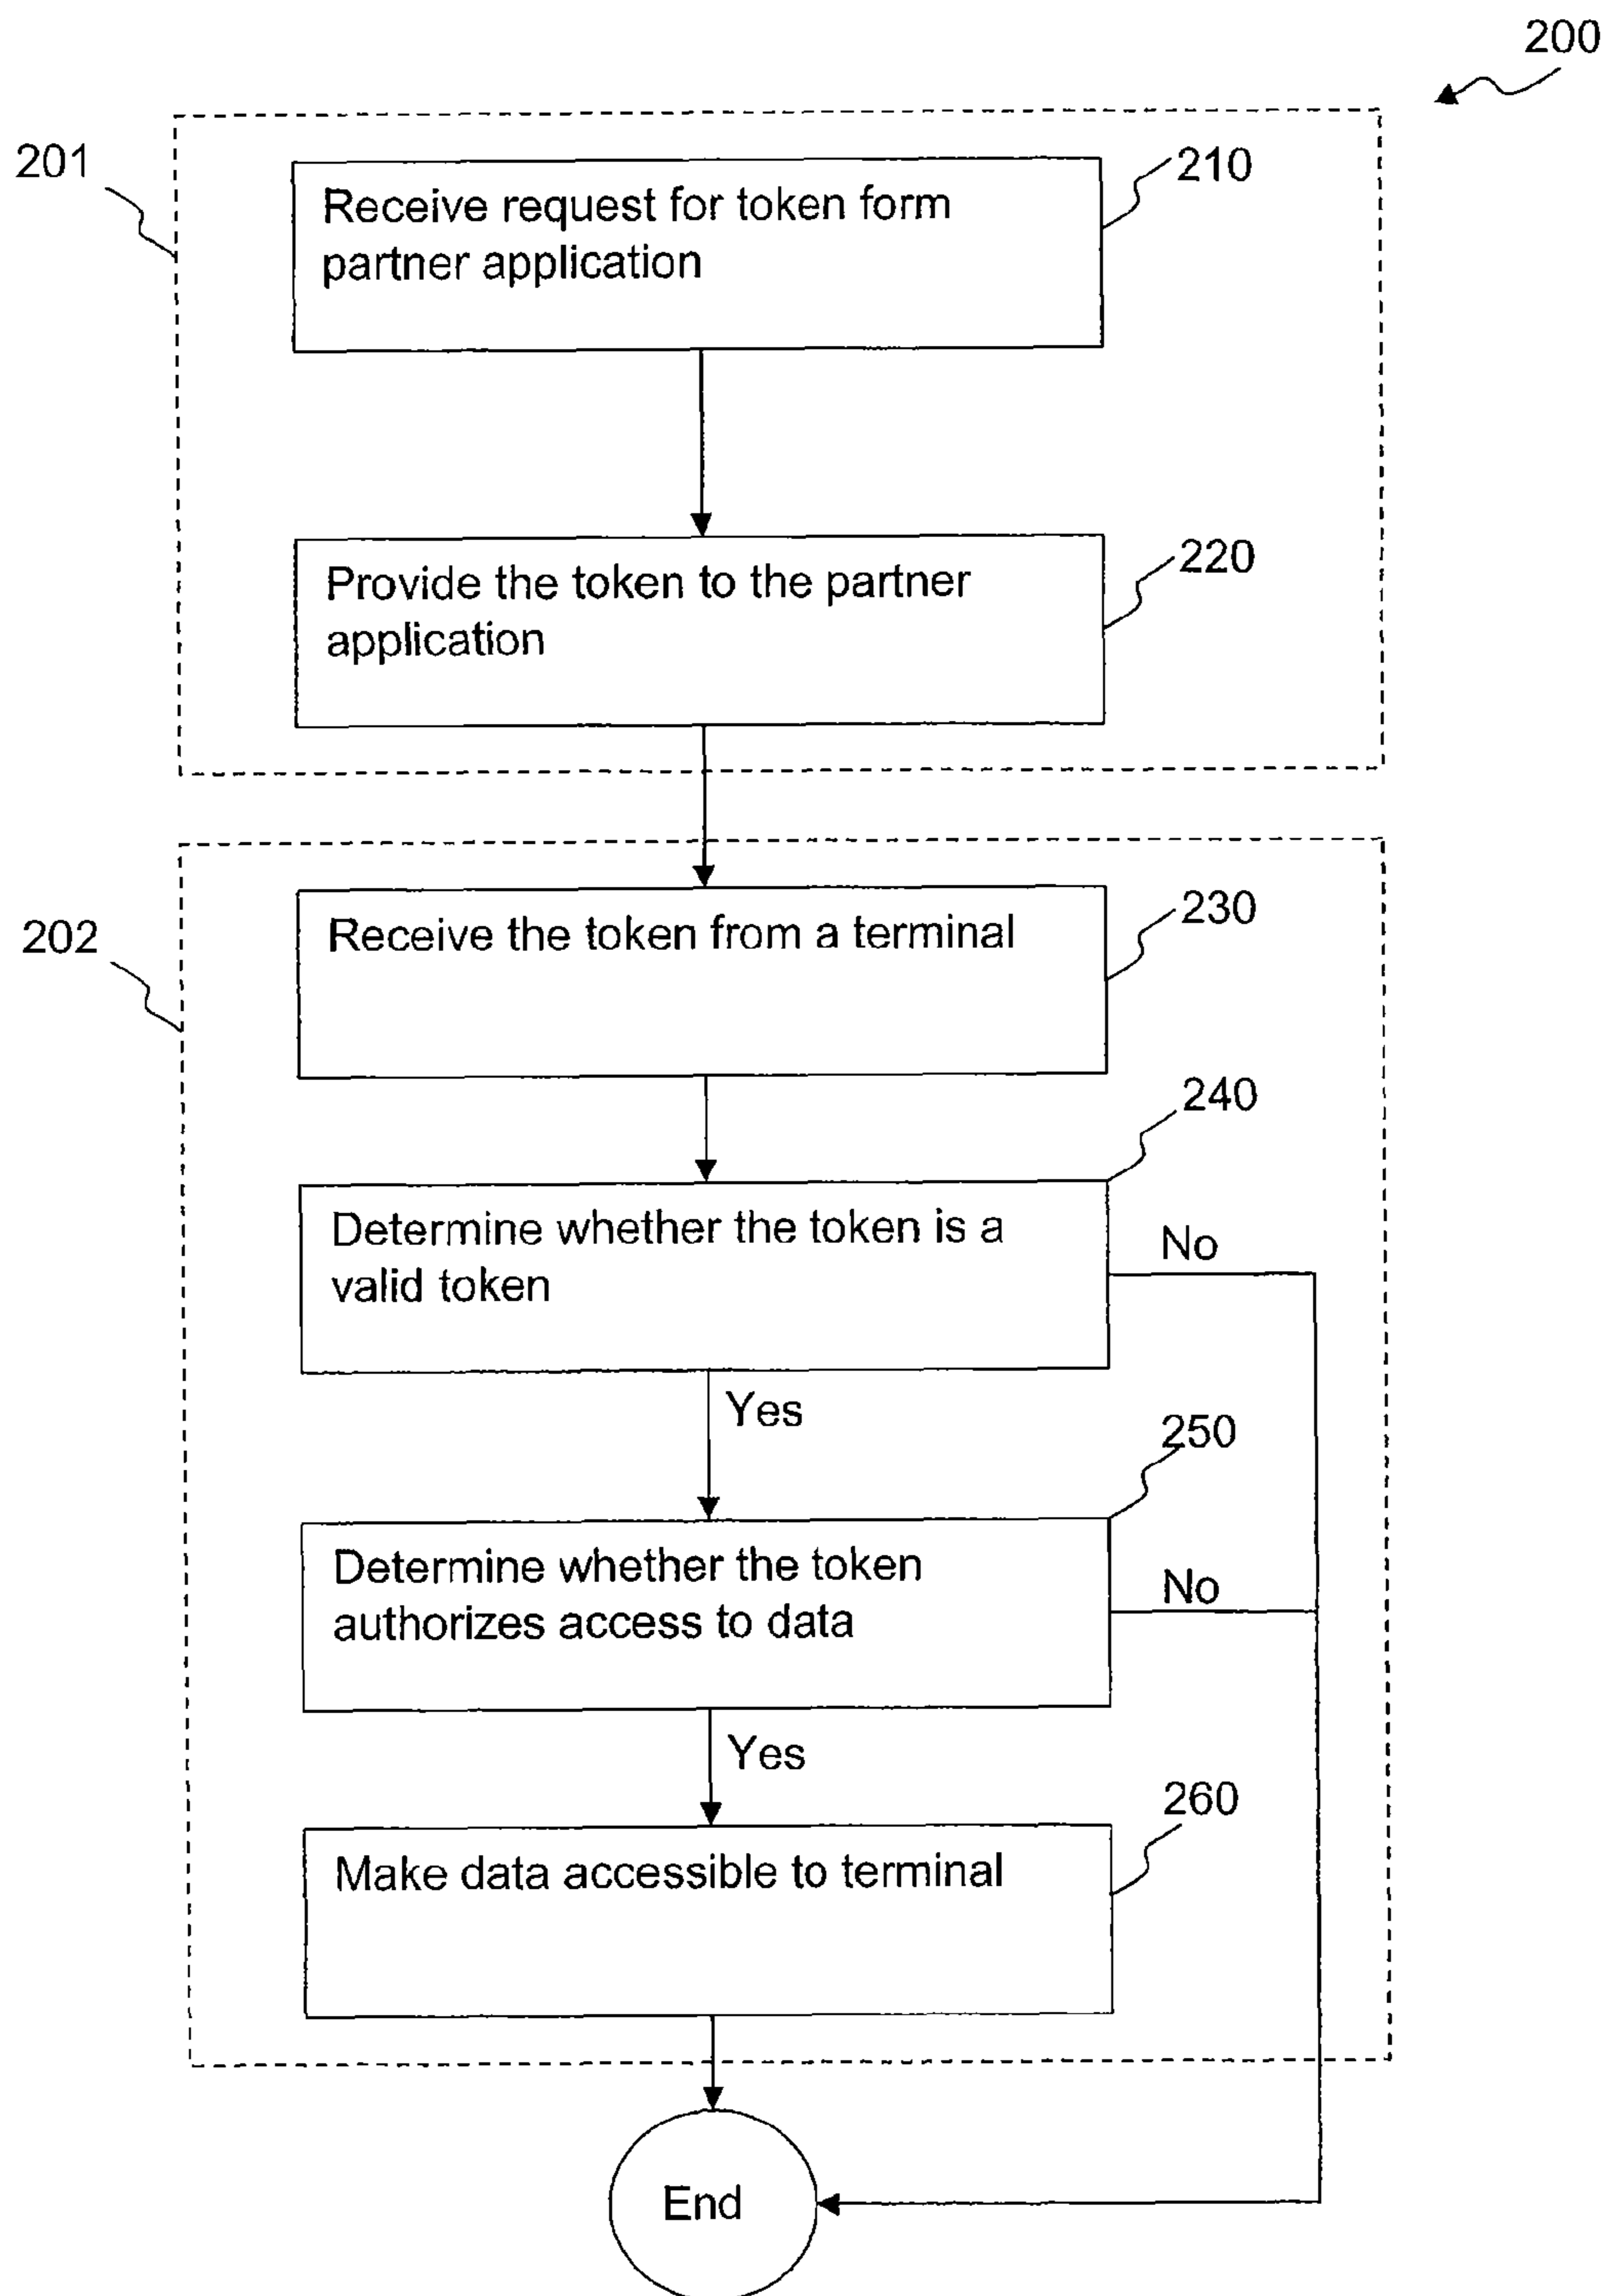 200
201
210
Receive request for token form
partner application
220
Provide the token to the partner
application
230
Receive the token from a terminal
202
240
Determine whether the token is a
valid token
No
Yes
250
Determine whether the token
authorizes access to data
No
Yes
260
Make data accessible to terminal
End